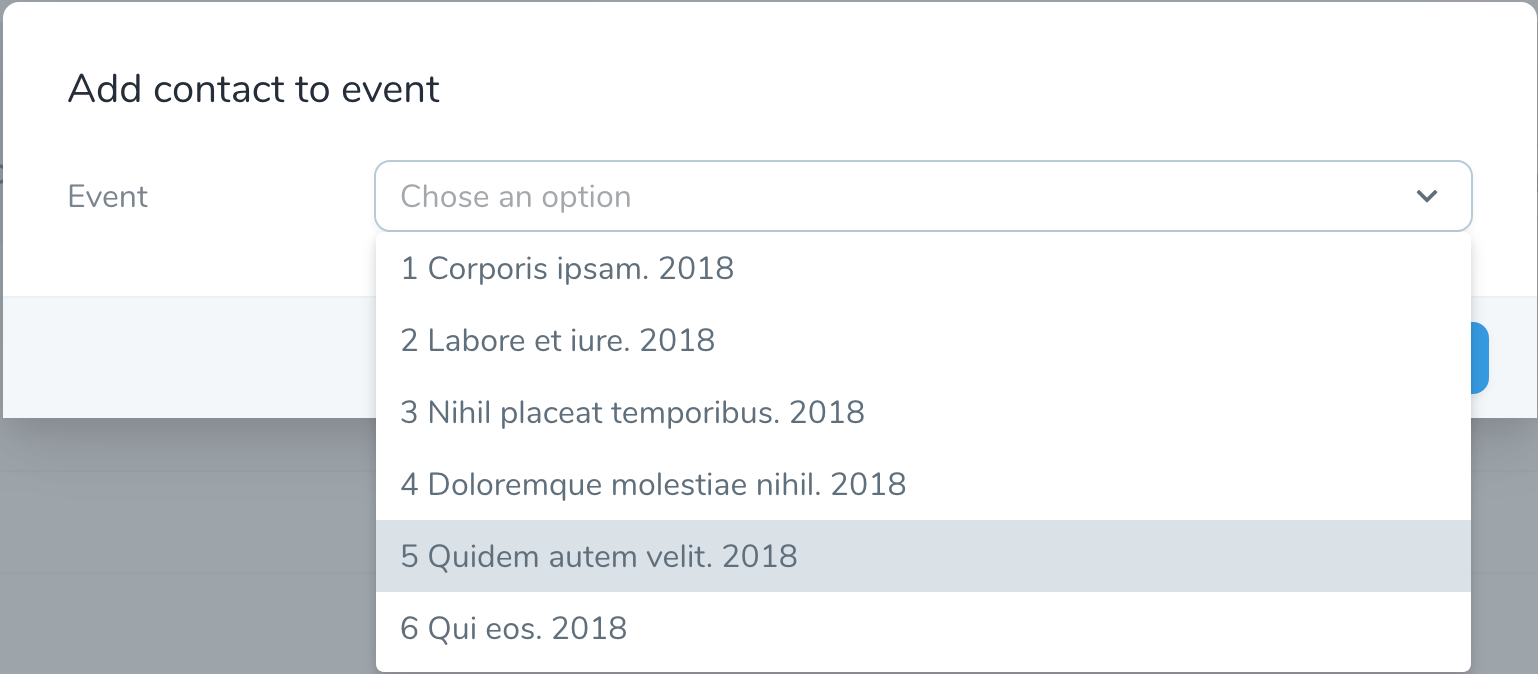 Add contact to event
Event
Chose an option
1 Corporis ipsam. 2018
2 Labore et iure. 2018
3 Nihil placeat temporibus. 2018
4 Doloremque molestiae nihil. 2018
5 Quidem autem velit. 2018
6 Qui eos. 2018